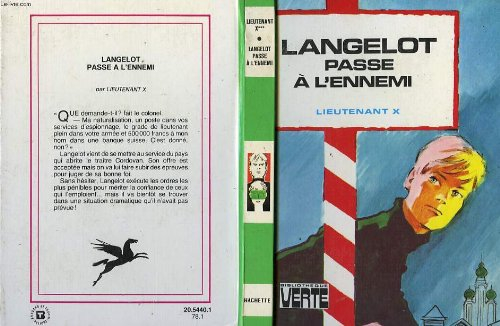 Le-livre.com
LANGELOT
PASSE À L'ENNEMI
par LIEUTENANT X
« QUE demande-t-il? fait le colonel.
— Ma naturalisation, un poste dans vos
services d'espionnage, le grade de lieutenant
plein dans votre armée et 500 000 francs à mon
nom dans une banque suisse. C'est donné,
non? »
Langelot vient de se mettre au service du pays
qui abrite le traître Cordovan. Son offre est
acceptée mais on va lui faire subir des épreuves
pour juger de sa bonne foi.
Sans hésiter, Langelot exécute les ordres les
plus pénibles pour mériter la confiance de ceux
qui l'emploient... mais il va bientôt se trouver
dans une situation dramatique qu'il n'avait pas
prévue!
20.5440.1
78.1
LIEUTENANT
X***
LANGELOT
PASSE
À L'ENNEMI
HACHETTE
LANGELOT
PASSE
À L'ENNEMI
LIEUTENANT X
BIBLIOTHÈQUE
VERTE